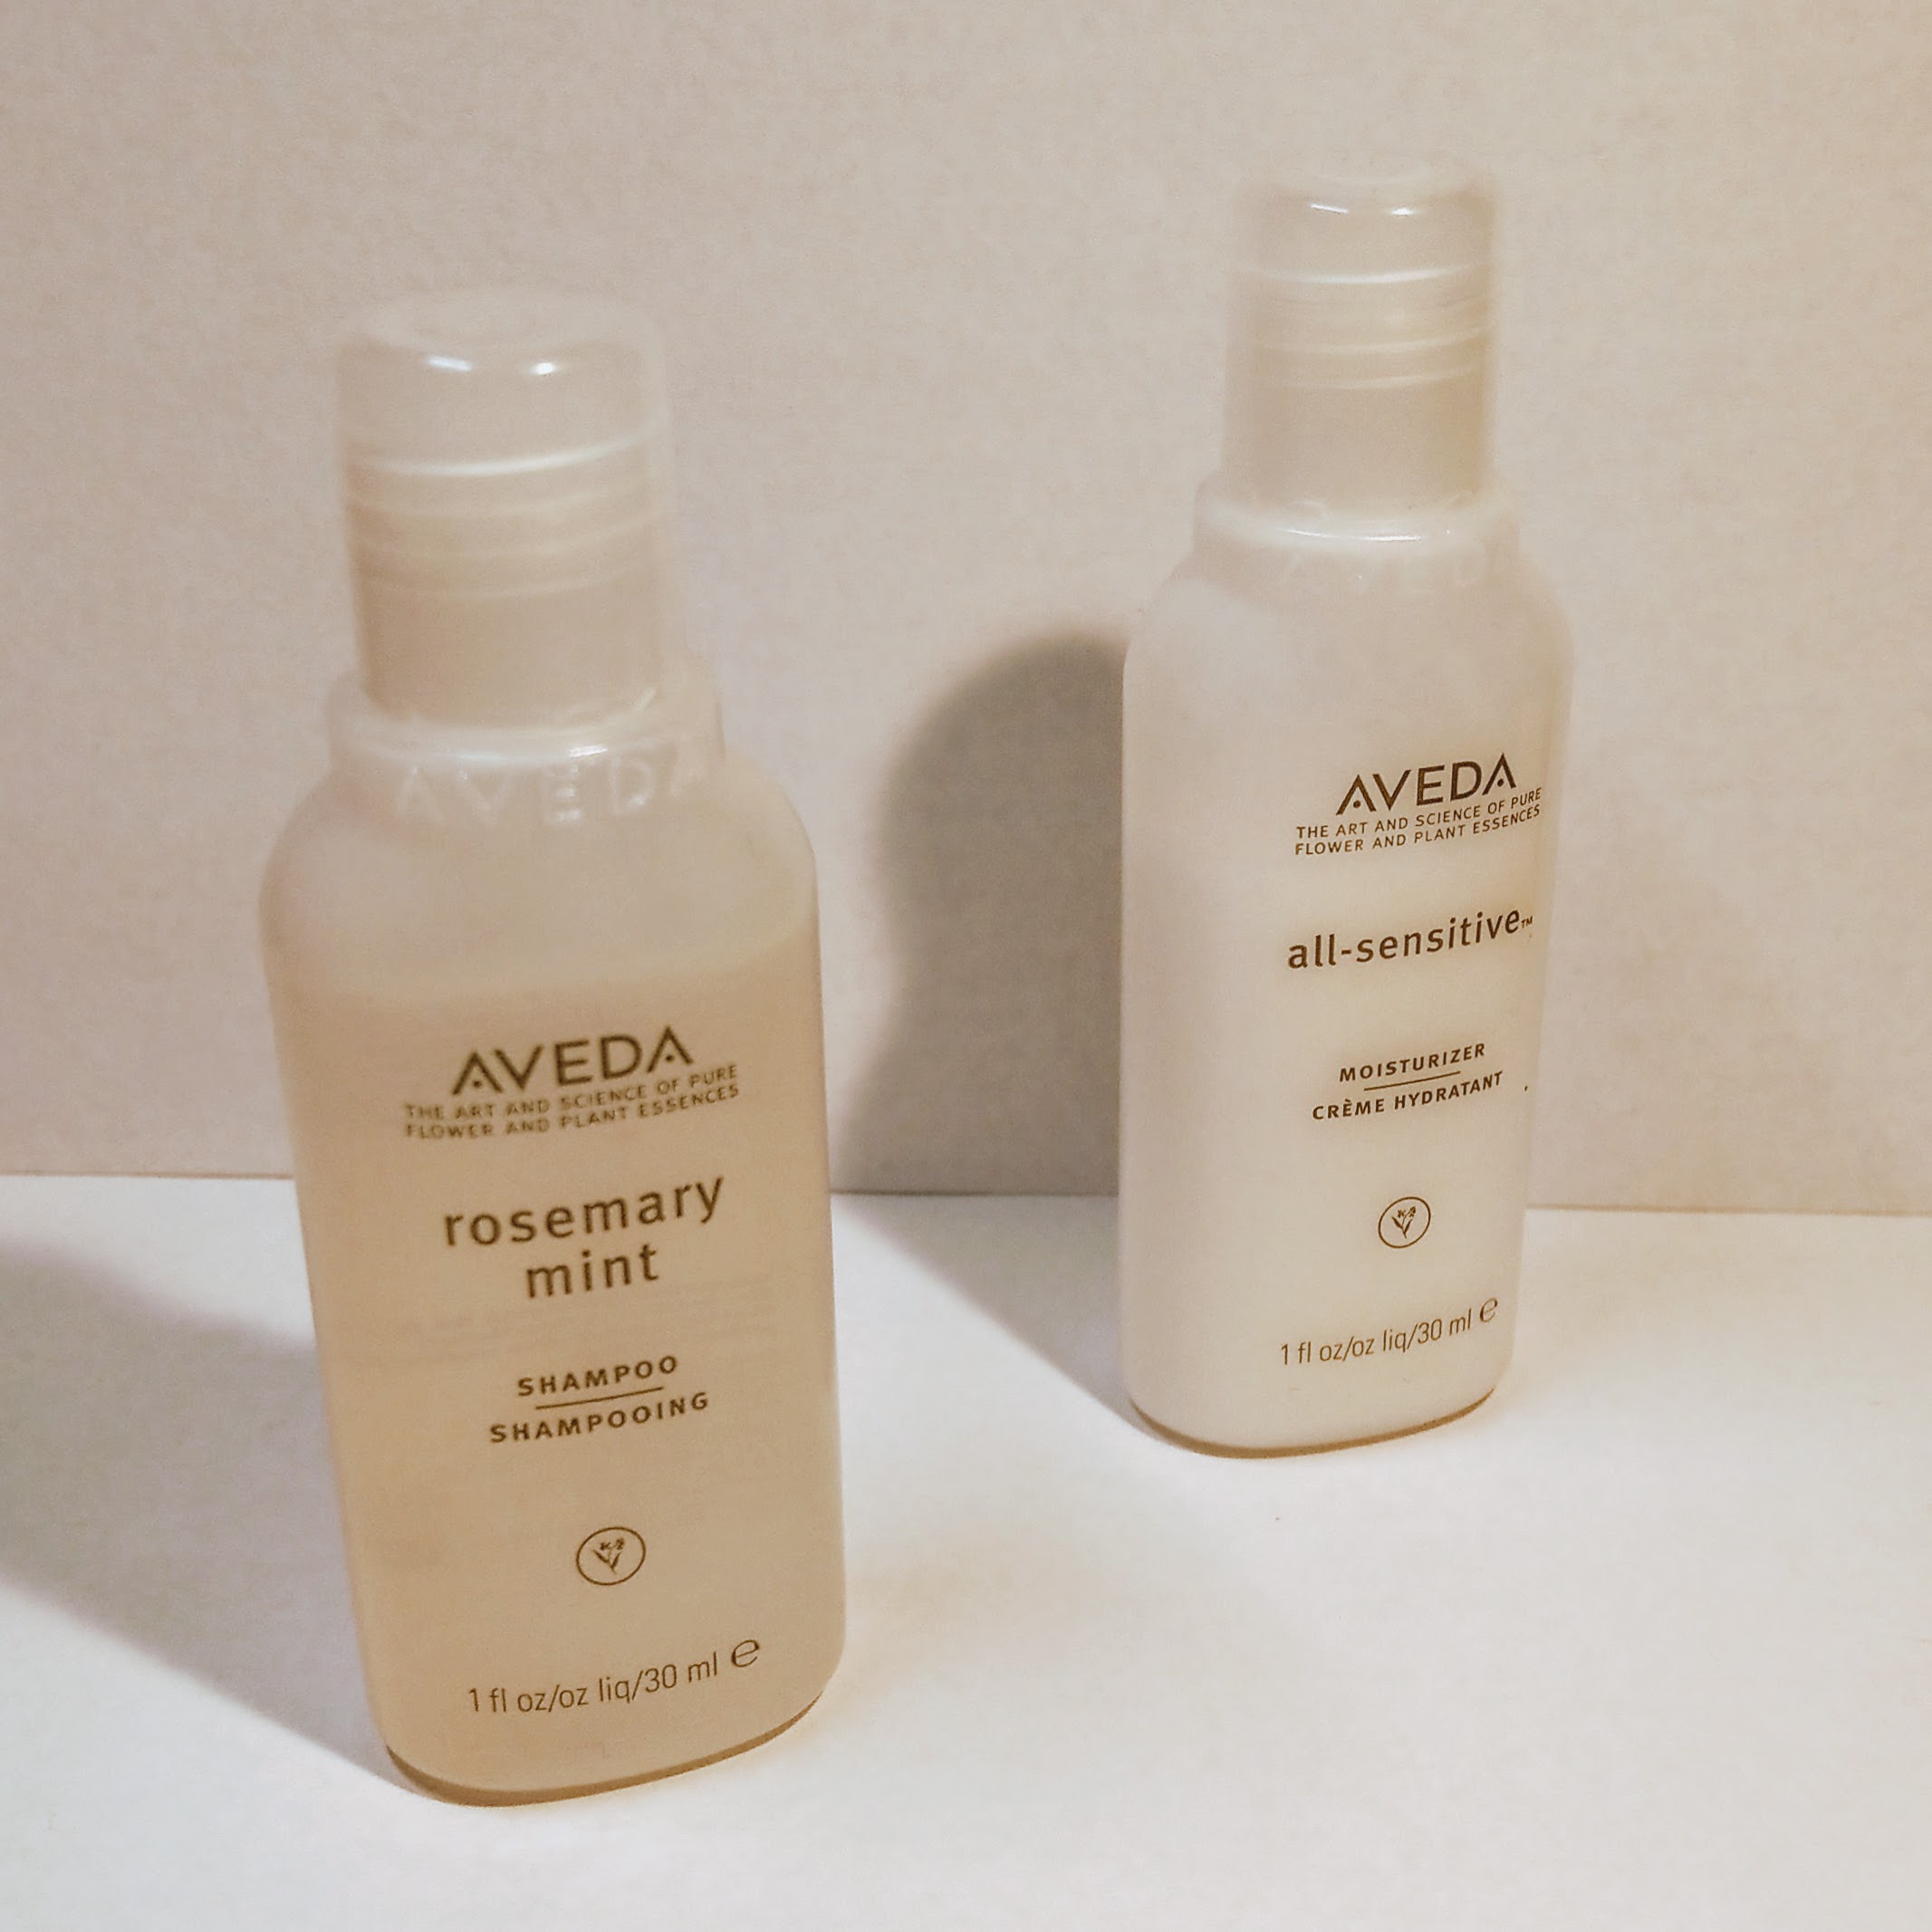 AVEDA
AVEDA
THE ART AND SCIENCE OF PURE
FLOWER AND PLANT ESSENCES
rosemary
mint
SHAMPOO
SHAMPOOING
1 fl oz/oz liq/30 ml ℮
AVEDA
AVEDA
THE ART AND SCIENCE OF PURE
FLOWER AND PLANT ESSENCES
all-sensitive™
MOISTURIZER
CRÈME HYDRATANT
1 fl oz/oz liq/30 ml ℮